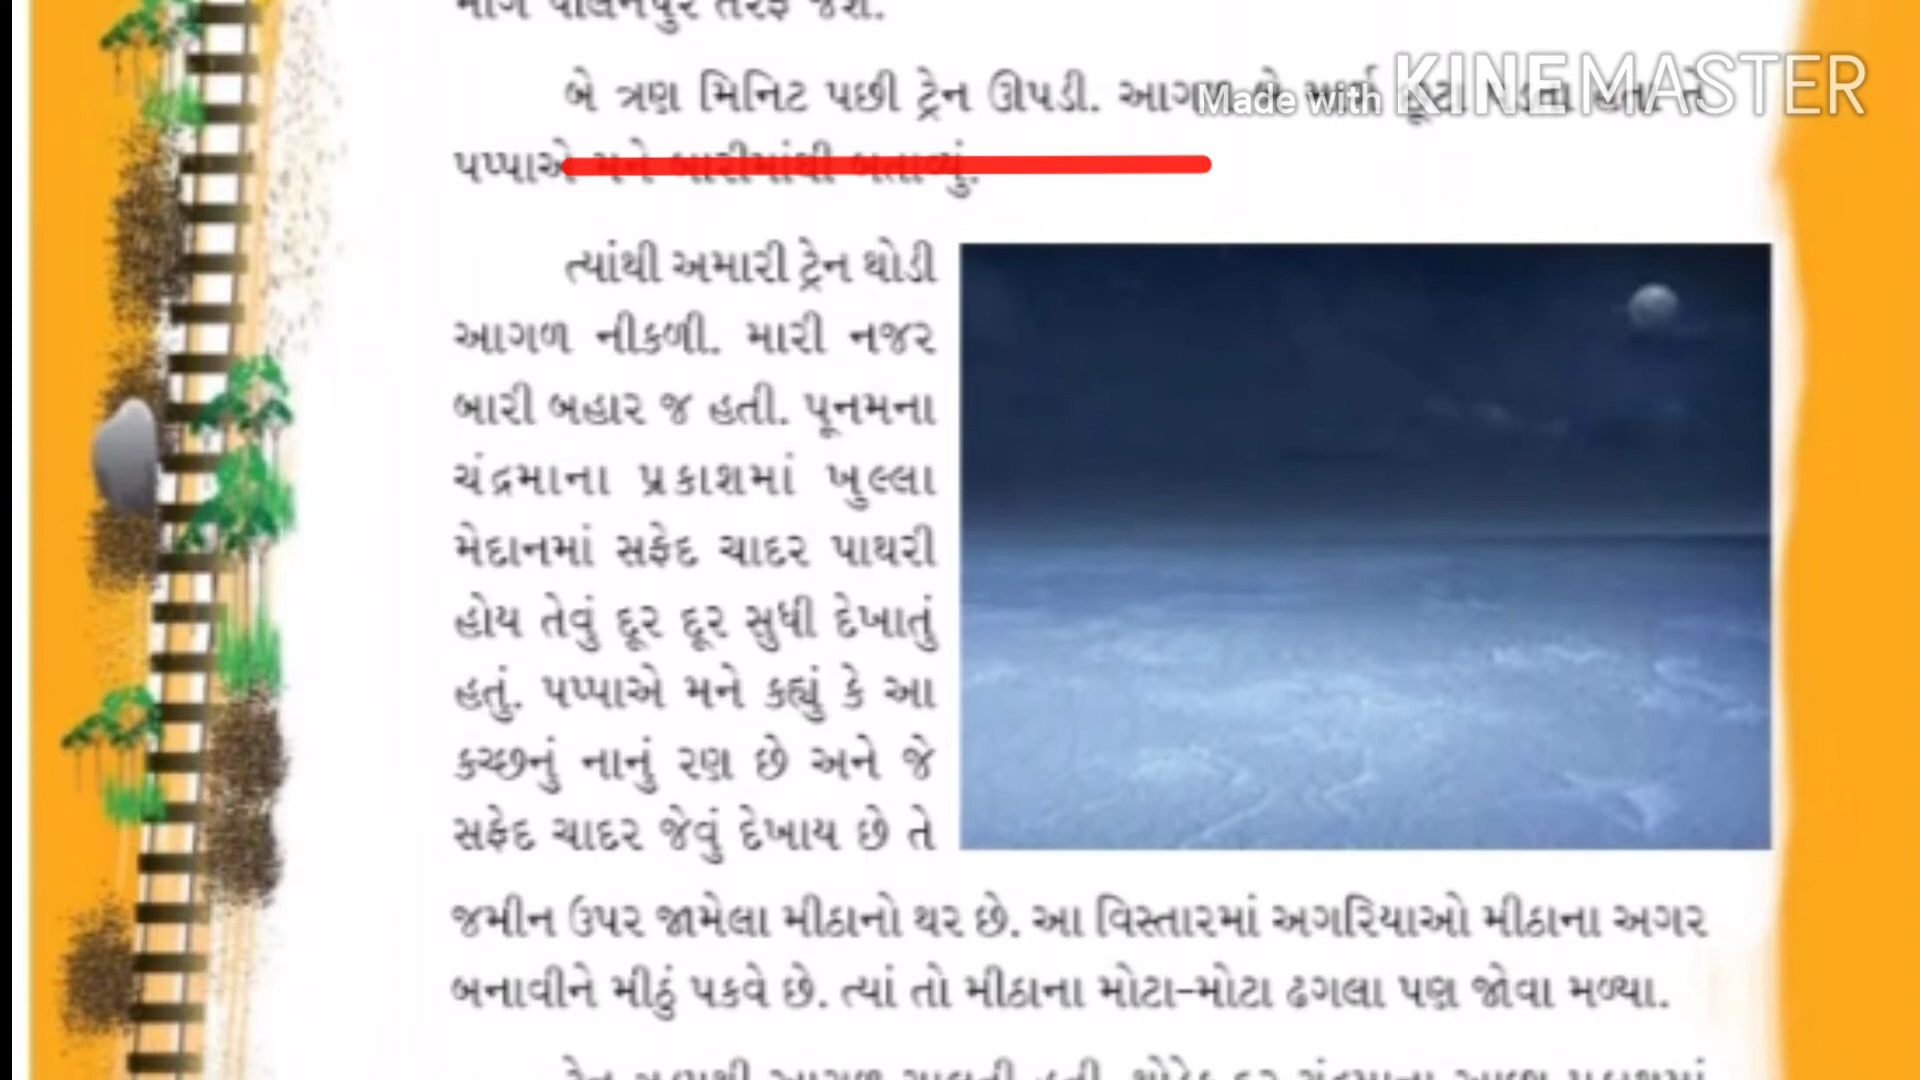 બે ત્રણ મિનિટ પછી ટ્રેન ઊપડી.
Made with KINEMASTER
પપ્પાએ મને બારીમાંથી બતાવ્યું.
ત્યાંથી અમારી ટ્રેન થોડી
આગળ નીકળી. મારી નજર
બારી બહાર જ હતી. પૂનમના
ચંદ્રમાના પ્રકાશમાં ખુલ્લા
મેદાનમાં સફેદ ચાદર પાથરી
હોય તેવું દૂર દૂર સુધી દેખાતું
હતું. પપ્પાએ મને કહ્યું કે આ
કચ્છનું નાનું રણ છે અને જે
સફેદ ચાદર જેવું દેખાય છે તે
જમીન ઉપર જામેલા મીઠાનો થર છે. આ વિસ્તારમાં અગરિયાઓ મીઠાના અગર
બનાવીને મીઠું પકવે છે. ત્યાં તો મીઠાના મોટા-મોટા ઢગલા પણ જોવા મળ્યા.